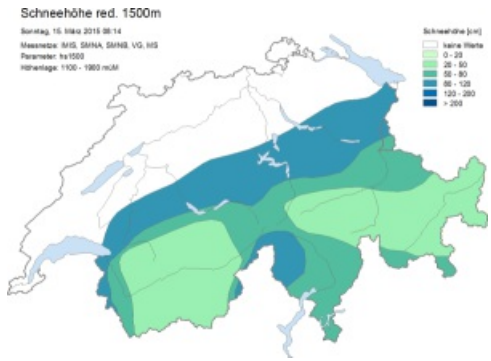 Schneehöhe red. 1500m
Sonntag, 15. März 2015 08:14
Messnetze: IMIS, SMNA, SMNB, VG, MS
Parameter: hs1500
Höhenlage: 1100 - 1900 müM
Schneehöhe [cm]
keine Werte
0 - 20
20 - 50
50 - 80
80 - 120
120 - 200
> 200